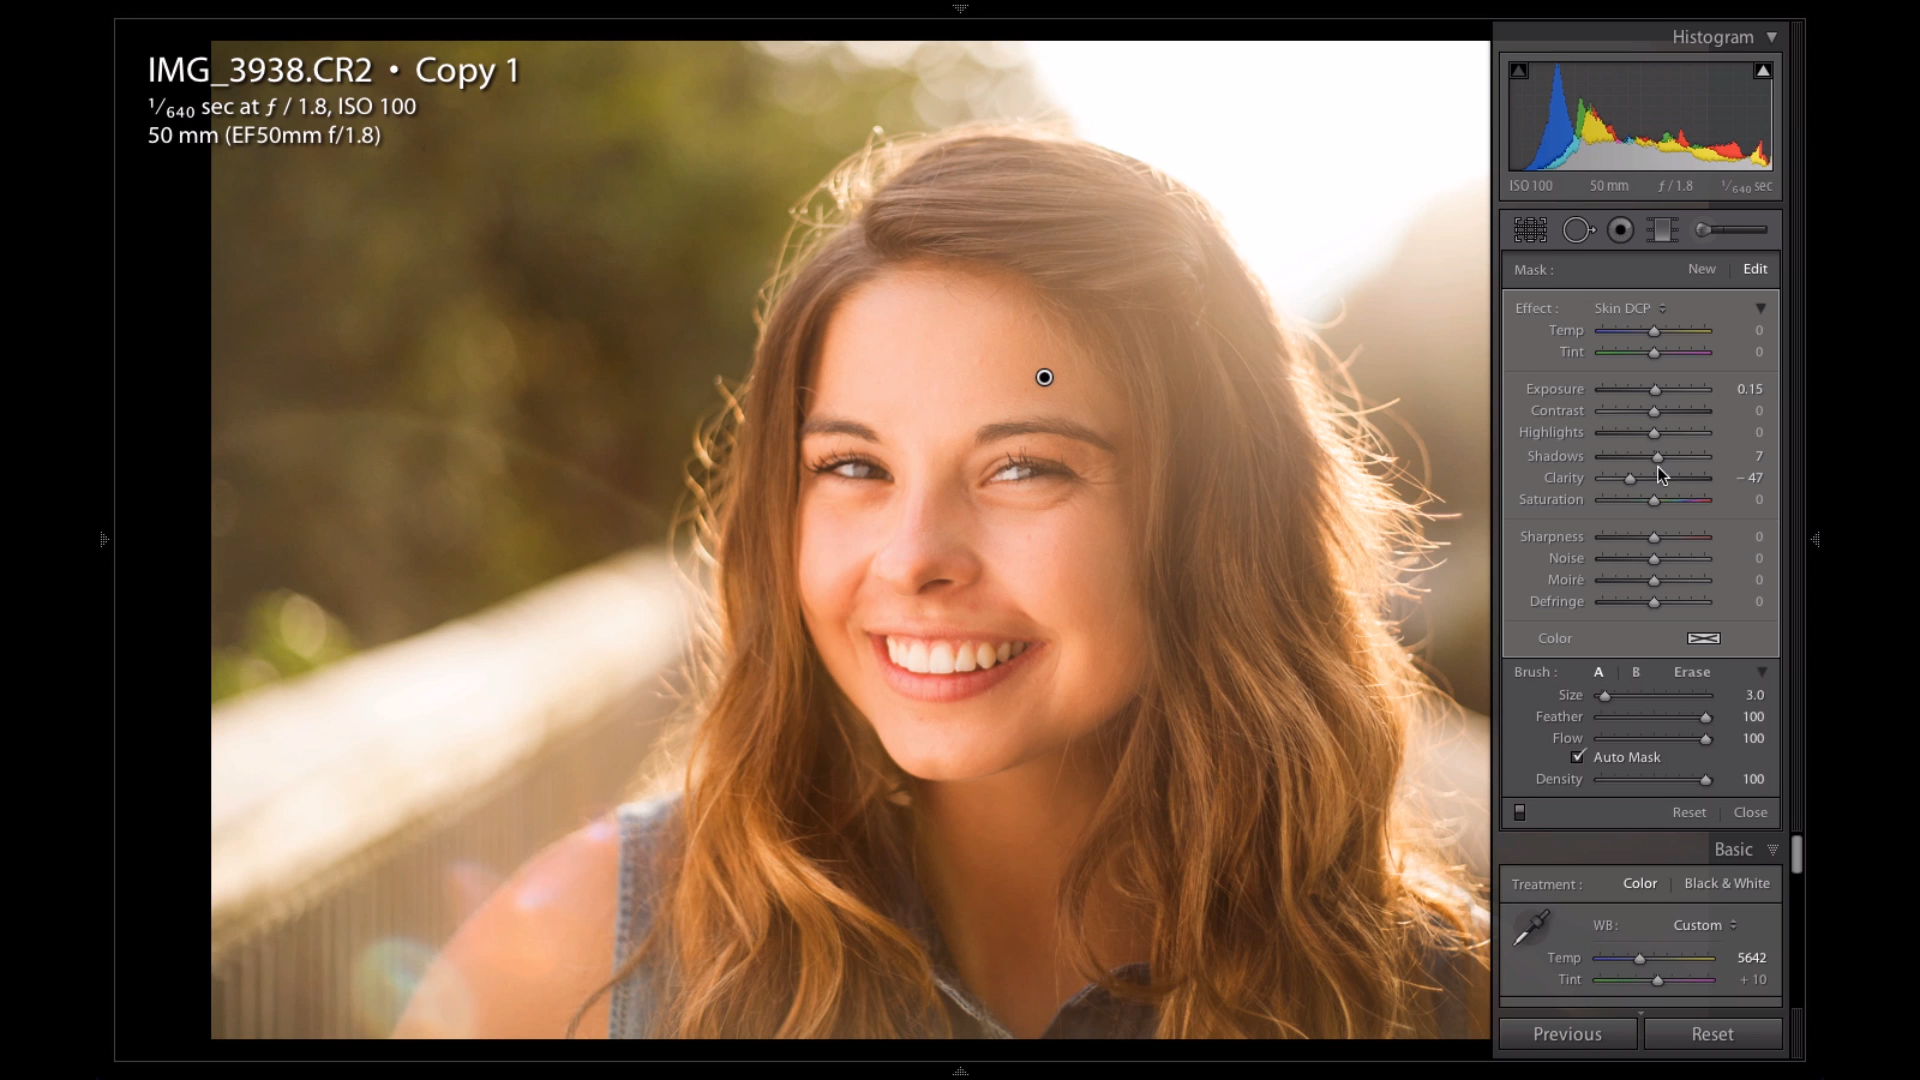 IMG_3938.CR2 • Copy 1
1/640 sec at ƒ / 1.8, ISO 100
50 mm (EF50mm f/1.8)
Histogram
ISO 100 50 mm ƒ / 1.8 1/640 sec
Mask : New Edit
Effect : Skin DCP
Temp 0
Tint 0
Exposure 0.15
Contrast 0
Highlights 0
Shadows 7
Clarity – 47
Saturation 0
Sharpness 0
Noise 0
Moiré 0
Defringe 0
Color
Brush : A B Erase
Size 3.0
Feather 100
Flow 100
Auto Mask
Density 100
Reset Close
Basic
Treatment : Color Black & White
WB : Custom
Temp 5642
Tint + 10
Previous Reset